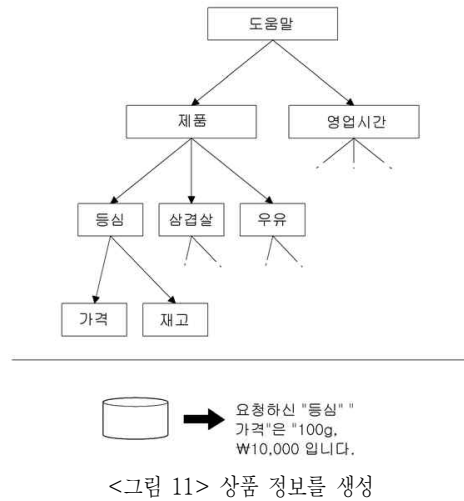 도움말
제품
영업시간
등심
삼겹살
우유
가격
재고
요청하신 "등심" "
가격"은 "100g,
₩10,000 입니다.
<그림 11> 상품 정보를 생성